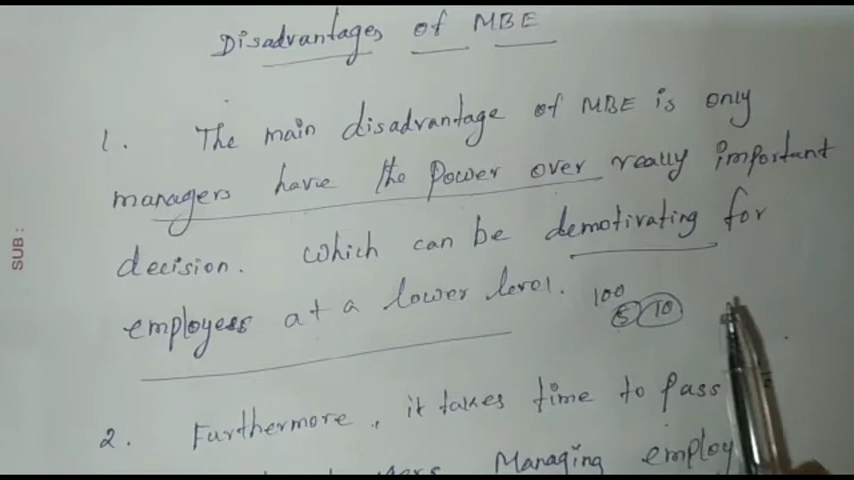 Disadvantages of MBE
1. The main disadvantage of MBE is only
managers have the power over really important
decision. Which can be demotivating for
employees at a lower level.
100
5 10
2. Furthermore, it takes time to pass
Managing employ
SUB: